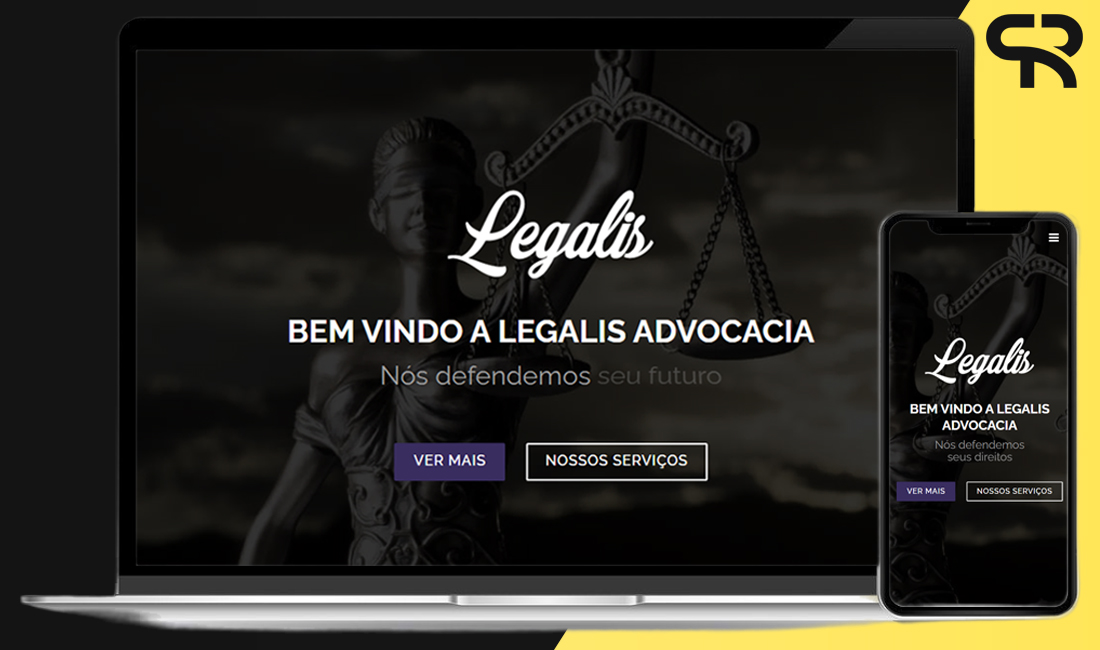 Legalis
BEM VINDO A LEGALIS ADVOCACIA
Nós defendemos seu futuro
VER MAIS
NOSSOS SERVIÇOS
Legalis
BEM VINDO A LEGALIS
ADVOCACIA
Nós defendemos
seus direitos
VER MAIS
NOSSOS SERVIÇOS